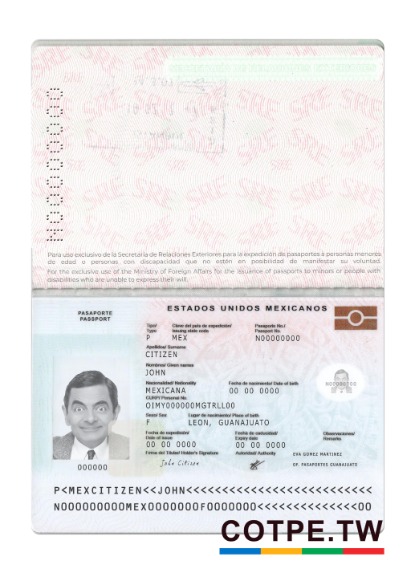 N00000000
SRE SRE SRE
Para uso exclusivo de la Secretaría de Relaciones Exteriores para la expedición de pasaportes a personas menores
de edad o personas con discapacidad que no estén en posibilidad de manifestar su voluntad.
For the exclusive use of the Ministry of Foreign Affairs for the issuance of passports to minors or people with
disabilities who are unable to express their will.
PASAPORTE
PASSPORT
ESTADOS UNIDOS MEXICANOS
Tipo/ Clave del país de expedición/ Pasaporte No./
Type Issuing state code Passport No.
P MEX N00000000
Apellidos/ Surname
CITIZEN
Nombres/ Given names
JOHN
Nacionalidad/ Nationality Fecha de nacimiento/ Date of birth
MEXICANA 00 00 0000
CURP/ Personal No.
OIMY000000MGTRLL00
Sexo/ Sex Lugar de nacimiento/ Place of birth
F LEON, GUANAJUATO
Fecha de expedición/ Fecha de caducidad/ Observaciones/
Date of issue Expiry date Remarks
00 00 0000 00 00 0000
Firma del Titular/ Holder's Signature Autoridad/ Authority
EVA GOMEZ MARTINEZ
John Citizen
OP PASAPORTES GUANAJUATO
000000
P<MEXCITIZEN<<JOHN<<<<<<<<<<<<<<<<<<<<<<<<<<
N000000000MEX0000000F0000000<<<<<<<<<<<<<<00
COTPE.TW